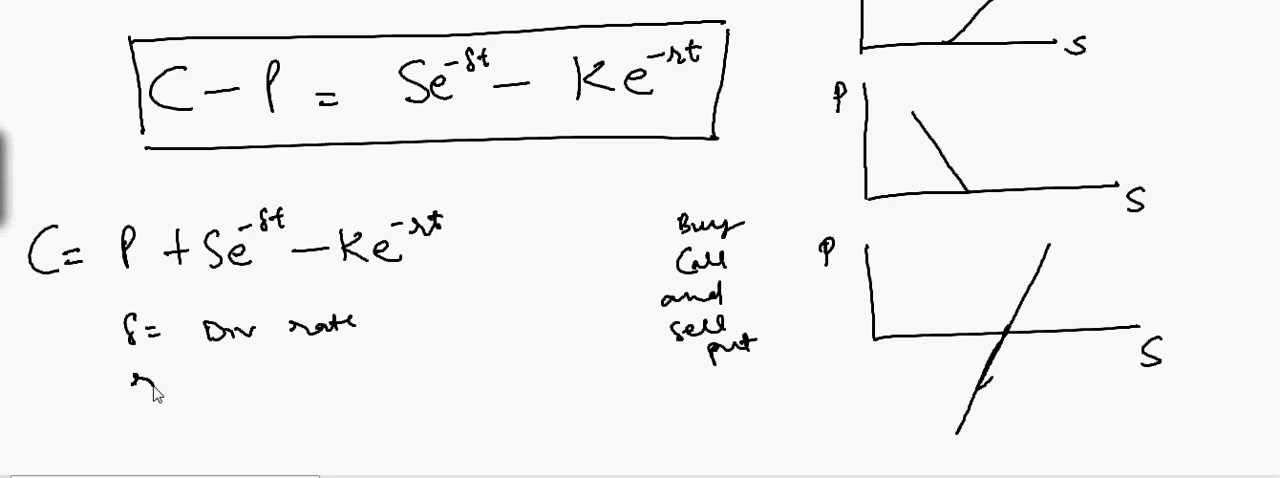 C - P = Se^{-δt} - Ke^{-rt}
C = P + Se^{-δt} - Ke^{-rt}
δ = Div rate
r
Buy
Call
and
sell
put
S
P
S
P
S